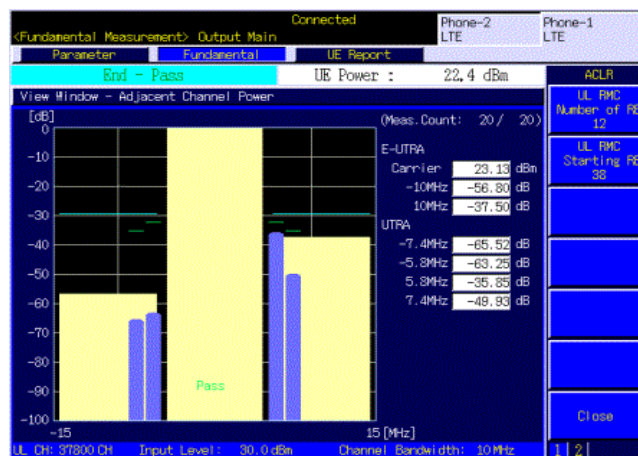 Connected
Phone-2
LTE
Phone-1
LTE
<Fundamental Measurement> Output Main
Parameter
Fundamental
UE Report
End - Pass
UE Power : 22.4 dBm
ACLR
View Window - Adjacent Channel Power
UL RMC
Number of RB
12
UL RMC
Starting RB
38
Close
1 2
[dB]
0
-10
-20
-30
-40
-50
-60
-70
-80
-90
-100
-15
15 [MHz]
Pass
(Meas.Count: 20/ 20)
E-UTRA
Carrier 23.13 dBm
-10MHz -56.80 dB
10MHz -37.50 dB
UTRA
-7.4MHz -65.52 dB
-5.8MHz -63.25 dB
5.8MHz -35.85 dB
7.4MHz -49.93 dB
UL CH: 37800 CH Input Level: 30.0 dBm Channel Bandwidth: 10 MHz